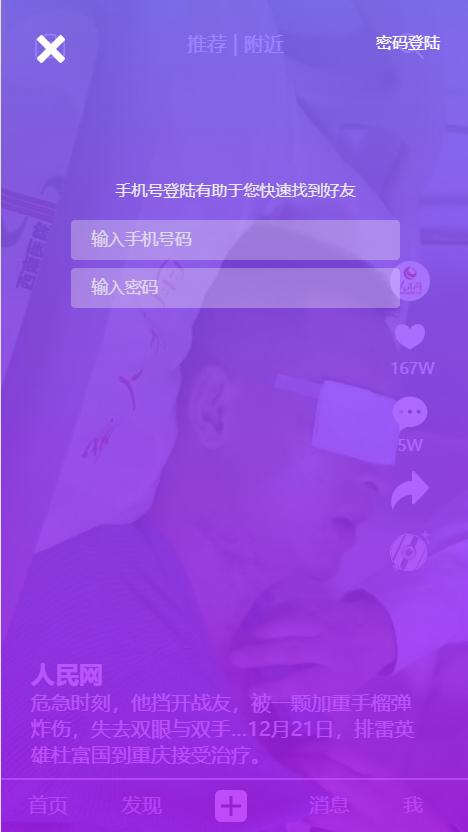 推荐 | 附近
密码登陆
手机号登陆有助于您快速找到好友
输入手机号码
输入密码
西南医院
167W
5W
人民网
危急时刻，他挡开战友，被一颗加重手榴弹
炸伤，失去双眼与双手...12月21日，排雷英
雄杜富国到重庆接受治疗。
首页
发现
消息
我